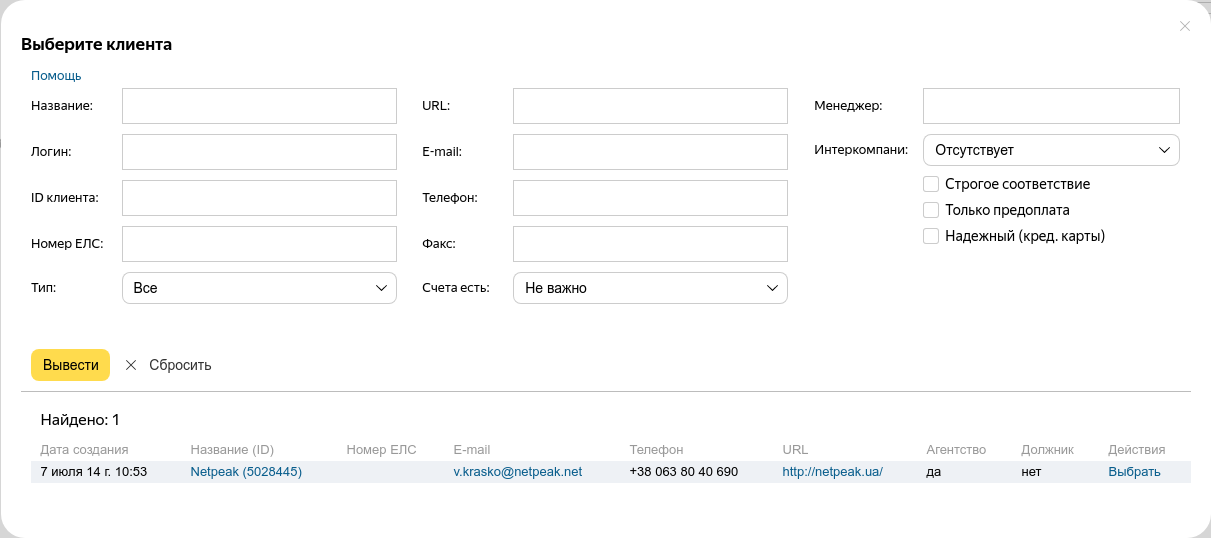 Выберите клиента
Помощь
Название: URL: Менеджер:
Логин: E-mail: Интеркомпани: Отсутствует
ID клиента: Телефон: Строгое соответствие
Только предоплата
Номер ЕЛС: Факс: Надежный (кред. карты)
Тип: Все Счета есть: Не важно
Вывести Сбросить
Найдено: 1
Дата создания Название (ID) Номер ЕЛС E-mail Телефон URL Агентство Должник Действия
7 июля 14 г. 10:53 Netpeak (5028445) v.krasko@netpeak.net +38 063 80 40 690 http://netpeak.ua/ да нет Выбрать